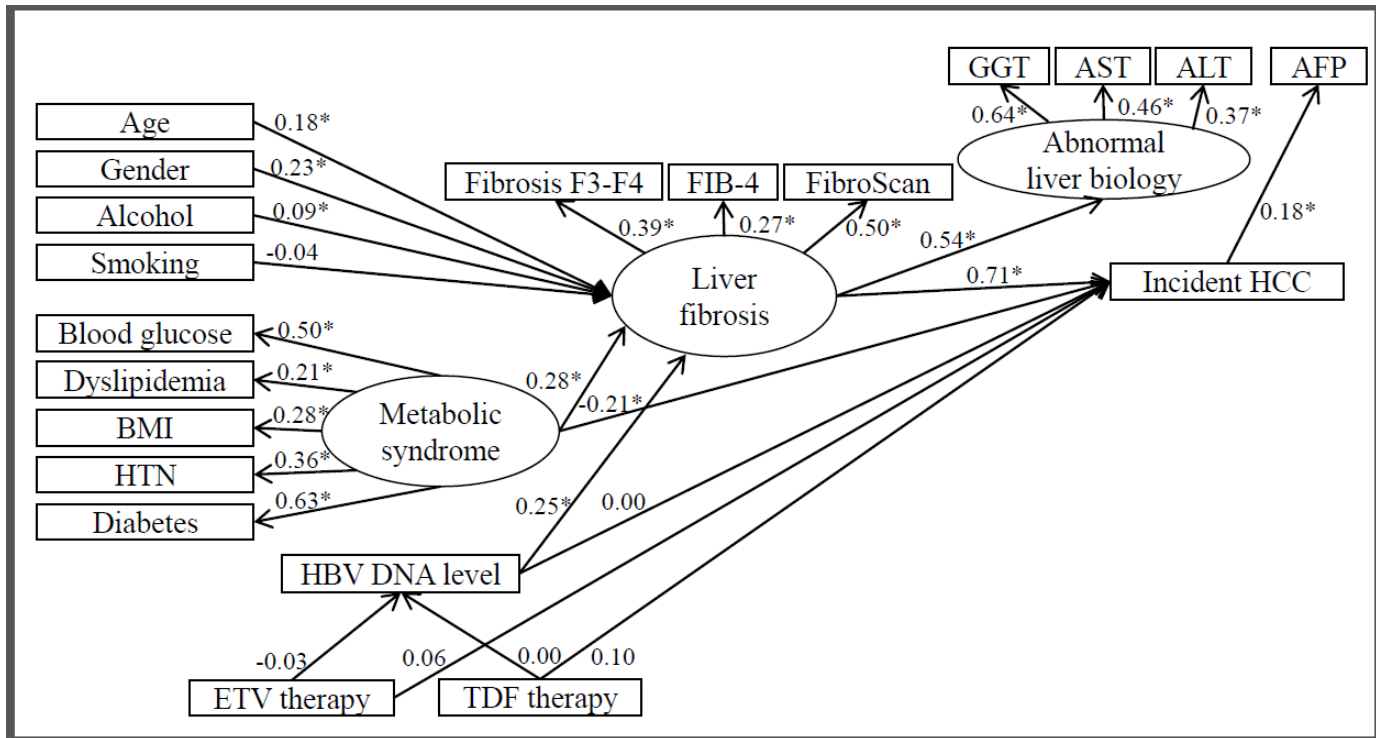 GGT
AST
ALT
AFP
0.64*
0.46*
0.37*
Abnormal
liver biology
Age
0.18*
Gender
0.23*
Alcohol
0.09*
Smoking
-0.04
Fibrosis F3-F4
FIB-4
FibroScan
0.39*
0.27*
0.50*
Liver
fibrosis
0.54*
0.71*
0.18*
Incident HCC
Blood glucose
0.50*
Dyslipidemia
0.21*
BMI
0.28*
HTN
0.36*
Diabetes
0.63*
Metabolic
syndrome
0.28*
-0.21*
0.25*
0.00
HBV DNA level
-0.03
0.06
0.00
0.10
ETV therapy
TDF therapy